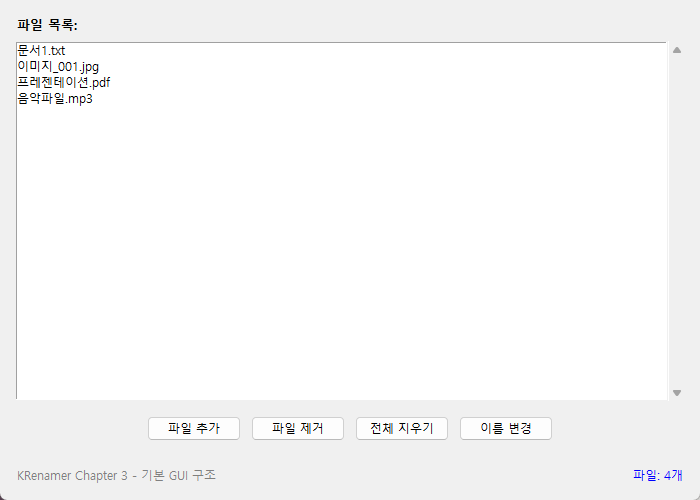 파일 목록:
문서1.txt
이미지_001.jpg
프레젠테이션.pdf
음악파일.mp3
파일 추가
파일 제거
전체 지우기
이름 변경
KRenamer Chapter 3 - 기본 GUI 구조
파일: 4개